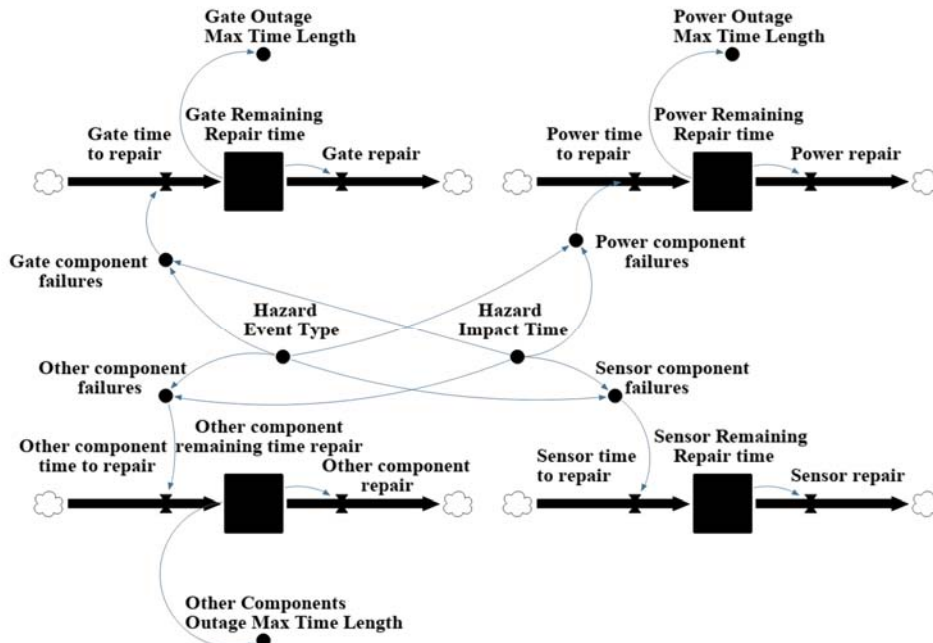 Gate Outage
Max Time Length
Power Outage
Max Time Length
Gate Remaining
Repair time
Gate time
to repair
Gate repair
Power Remaining
Repair time
Power time
to repair
Power repair
Gate component
failures
Power component
failures
Hazard
Event Type
Hazard
Impact Time
Other component
failures
Sensor component
failures
Other component
remaining time repair
Other component
time to repair
Other component
repair
Sensor Remaining
Repair time
Sensor time
to repair
Sensor repair
Other Components
Outage Max Time Length